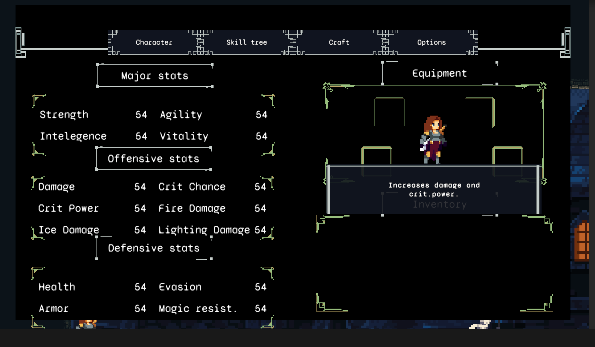 Character Skill tree Craft Options
Major stats
Strength 54 Agility 54
Intelegence 54 Vitality 54
Offensive stats
Damage 54 Crit Chance 54
Crit Power 54 Fire Damage 54
Ice Damage 54 Lighting Damage 54
Defensive stats
Health 54 Evasion 54
Armor 54 Magic resist. 54
Equipment
Increases damage and
crit.power.
Inventory